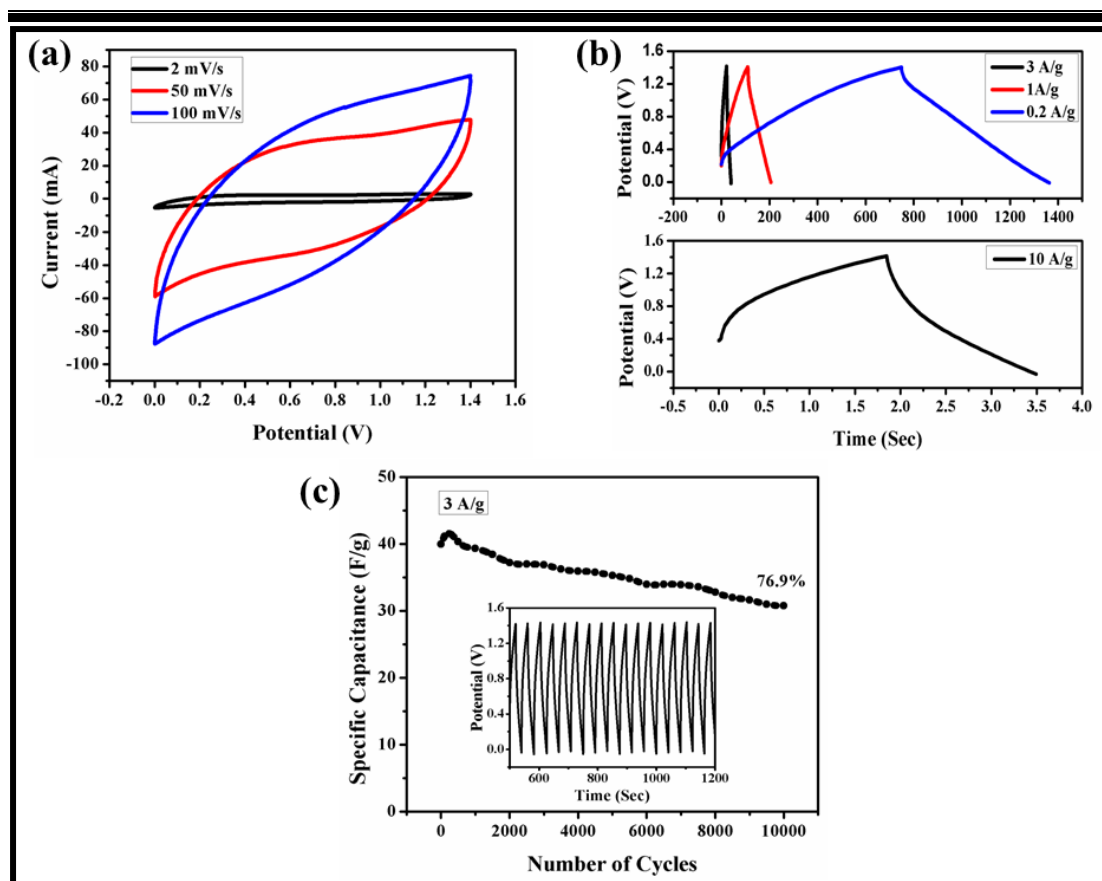 (a)
2 mV/s
50 mV/s
100 mV/s
80
60
40
20
0
-20
-40
-60
-80
-100
Current (mA)
0.0 0.2 0.4 0.6 0.8 1.0 1.2 1.4 1.6
Potential (V)
(b)
3 A/g
1A/g
0.2 A/g
1.6
1.2
0.8
0.4
0.0
Potential (V)
-200 0 200 400 600 800 1000 1200 1400
10 A/g
1.6
1.2
0.8
0.4
0.0
Potential (V)
-0.5 0.0 0.5 1.0 1.5 2.0 2.5 3.0 3.5 4.0
Time (Sec)
(c)
3 A/g
76.9%
50
40
30
20
10
0
Specific Capacitance (F/g)
1.6
1.2
0.8
0.4
0.0
Potential (V)
600 800 1000 1200
Time (Sec)
0 2000 4000 6000 8000 10000
Number of Cycles